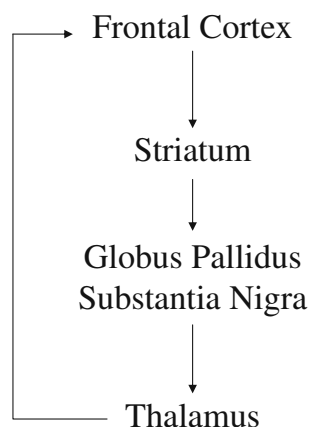 Frontal Cortex
Striatum
Globus Pallidus
Substantia Nigra
Thalamus